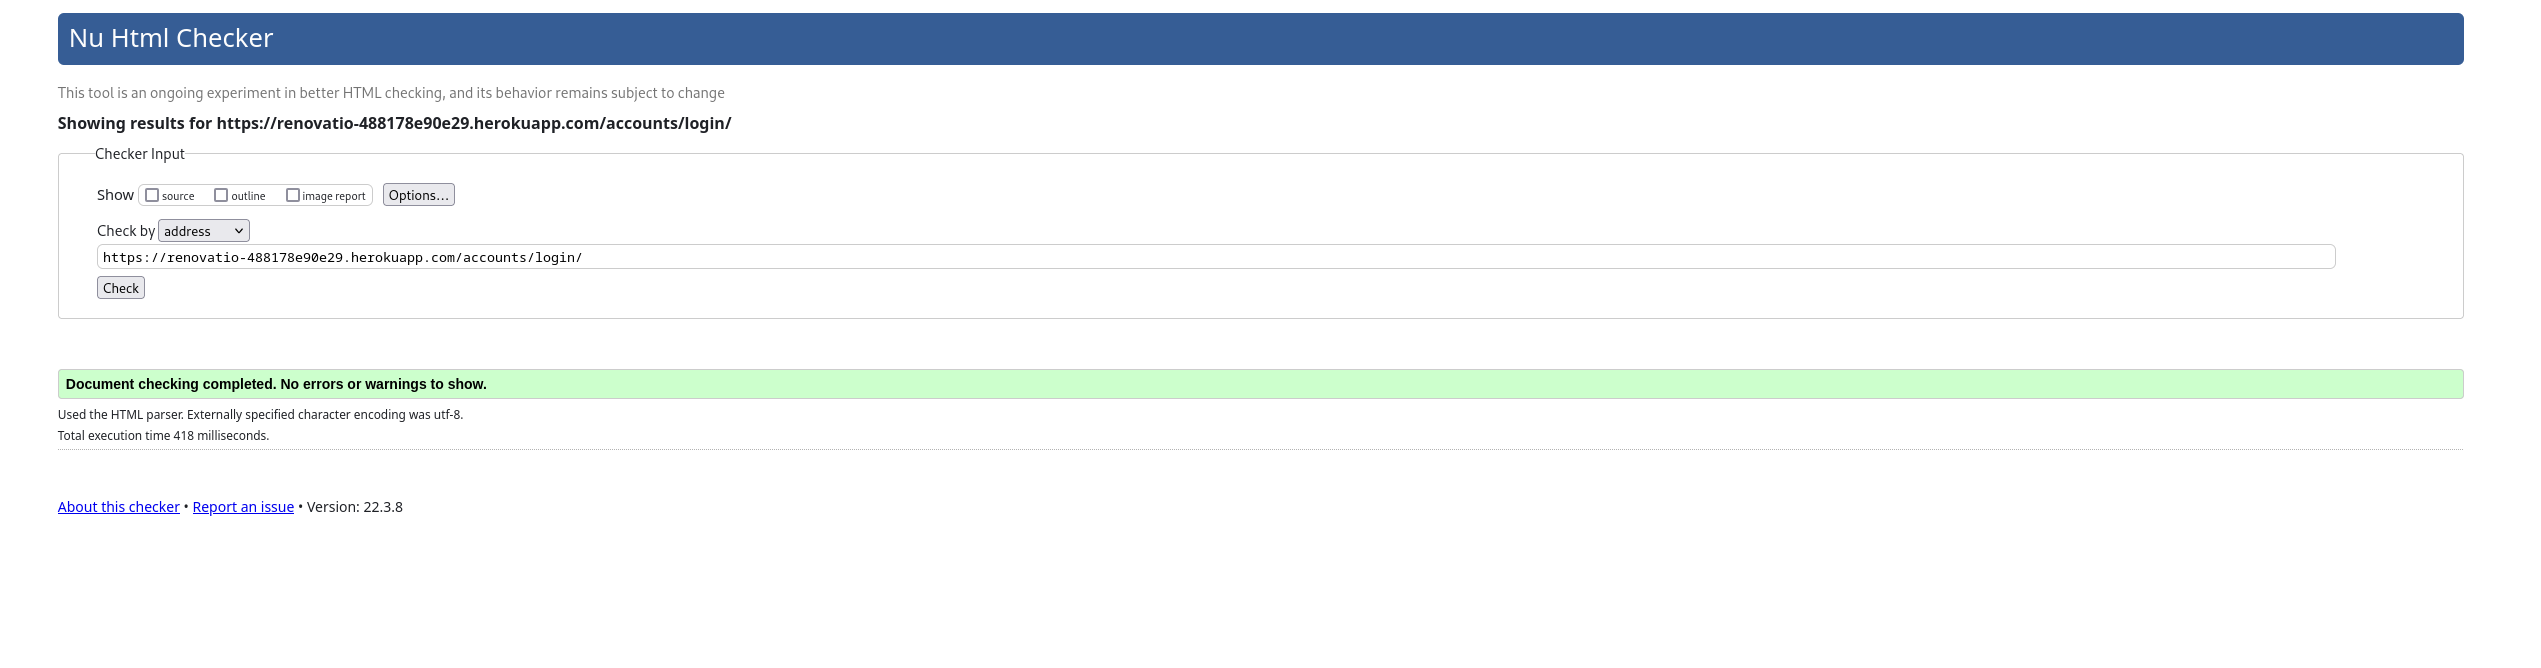 Nu Html Checker
This tool is an ongoing experiment in better HTML checking, and its behavior remains subject to change
Showing results for https://renovatio-488178e90e29.herokuapp.com/accounts/login/
Checker Input
Show source outline image report Options...
Check by address
https://renovatio-488178e90e29.herokuapp.com/accounts/login/
Check
Document checking completed. No errors or warnings to show.
Used the HTML parser. Externally specified character encoding was utf-8.
Total execution time 418 milliseconds.
About this checker • Report an issue • Version: 22.3.8